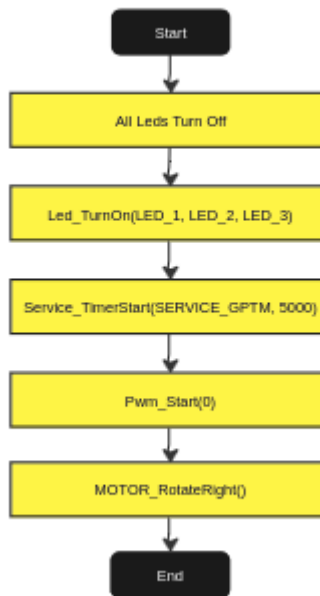 Start
All Leds Turn Off
Led_TurnOn(LED_1, LED_2, LED_3)
Service_TimerStart(SERVICE_GPTM, 5000)
Pwm_Start(0)
MOTOR_RotateRight()
End